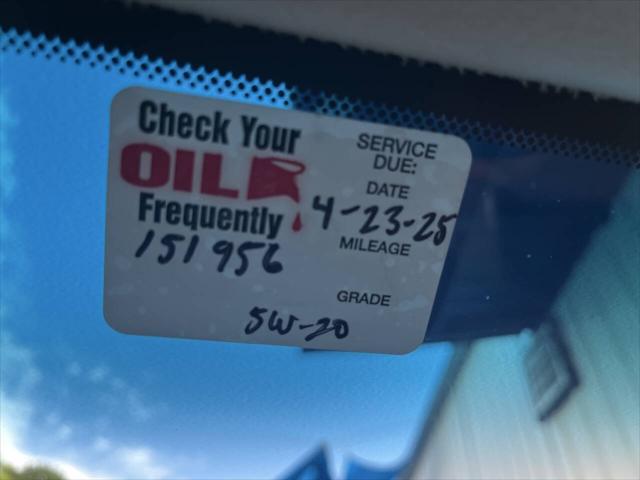 Check Your
OIL
Frequently
151956
SERVICE
DUE:
DATE
4-23-25
MILEAGE
GRADE
5W-20